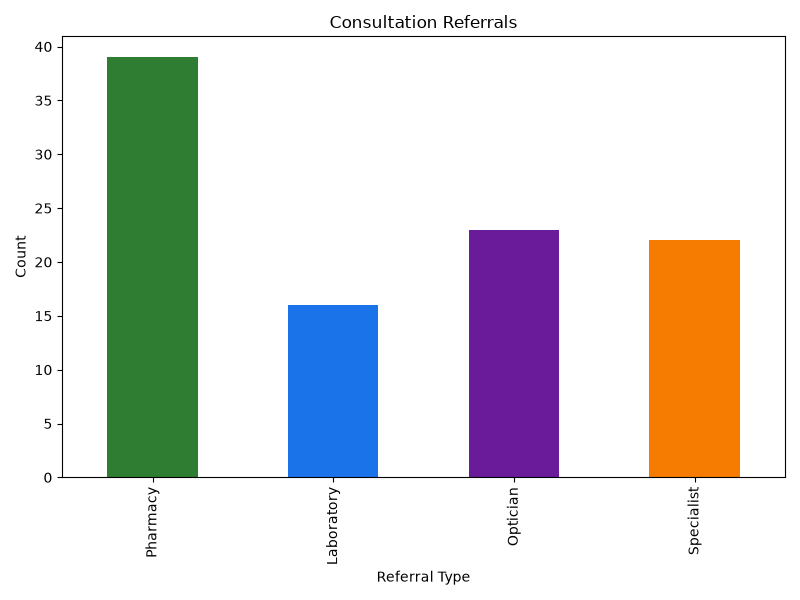 Consultation Referrals
40
35
30
25
20
15
10
5
0
Count
Pharmacy
Laboratory
Optician
Specialist
Referral Type